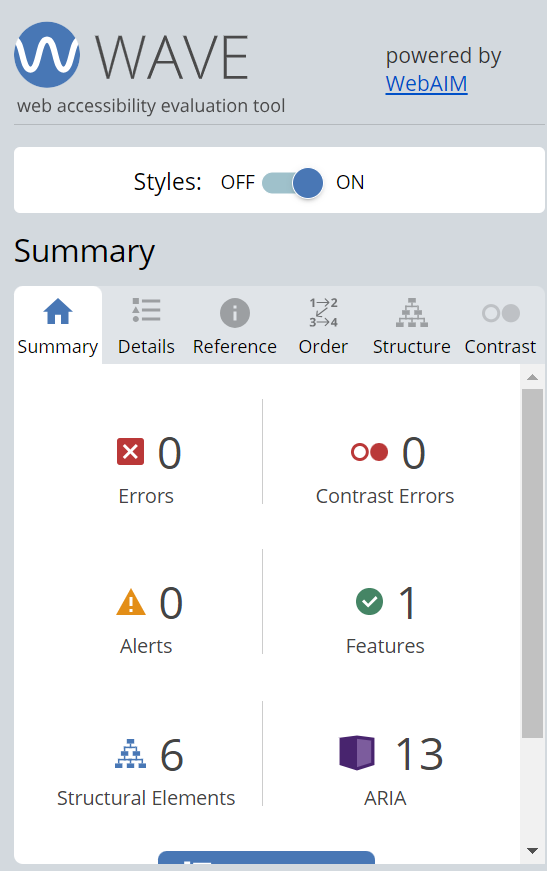 WAVE
web accessibility evaluation tool
powered by
WebAIM
Styles: OFF ON
Summary
Summary Details Reference Order Structure Contrast
1 2
3 4
0 0
Errors Contrast Errors
0 1
Alerts Features
6 13
Structural Elements ARIA